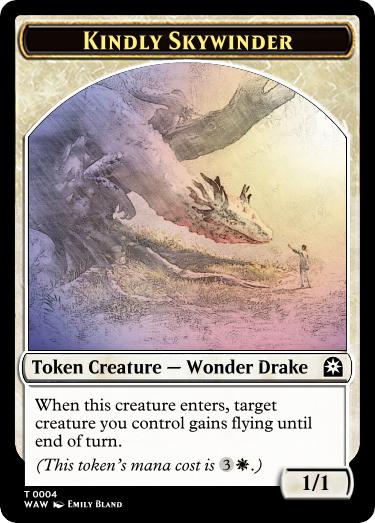 Kindly Skywinder
Token Creature — Wonder Drake
When this creature enters, target
creature you control gains flying until
end of turn.
(This token's mana cost is 3.)
1/1
T 0004
WAW Emily Bland